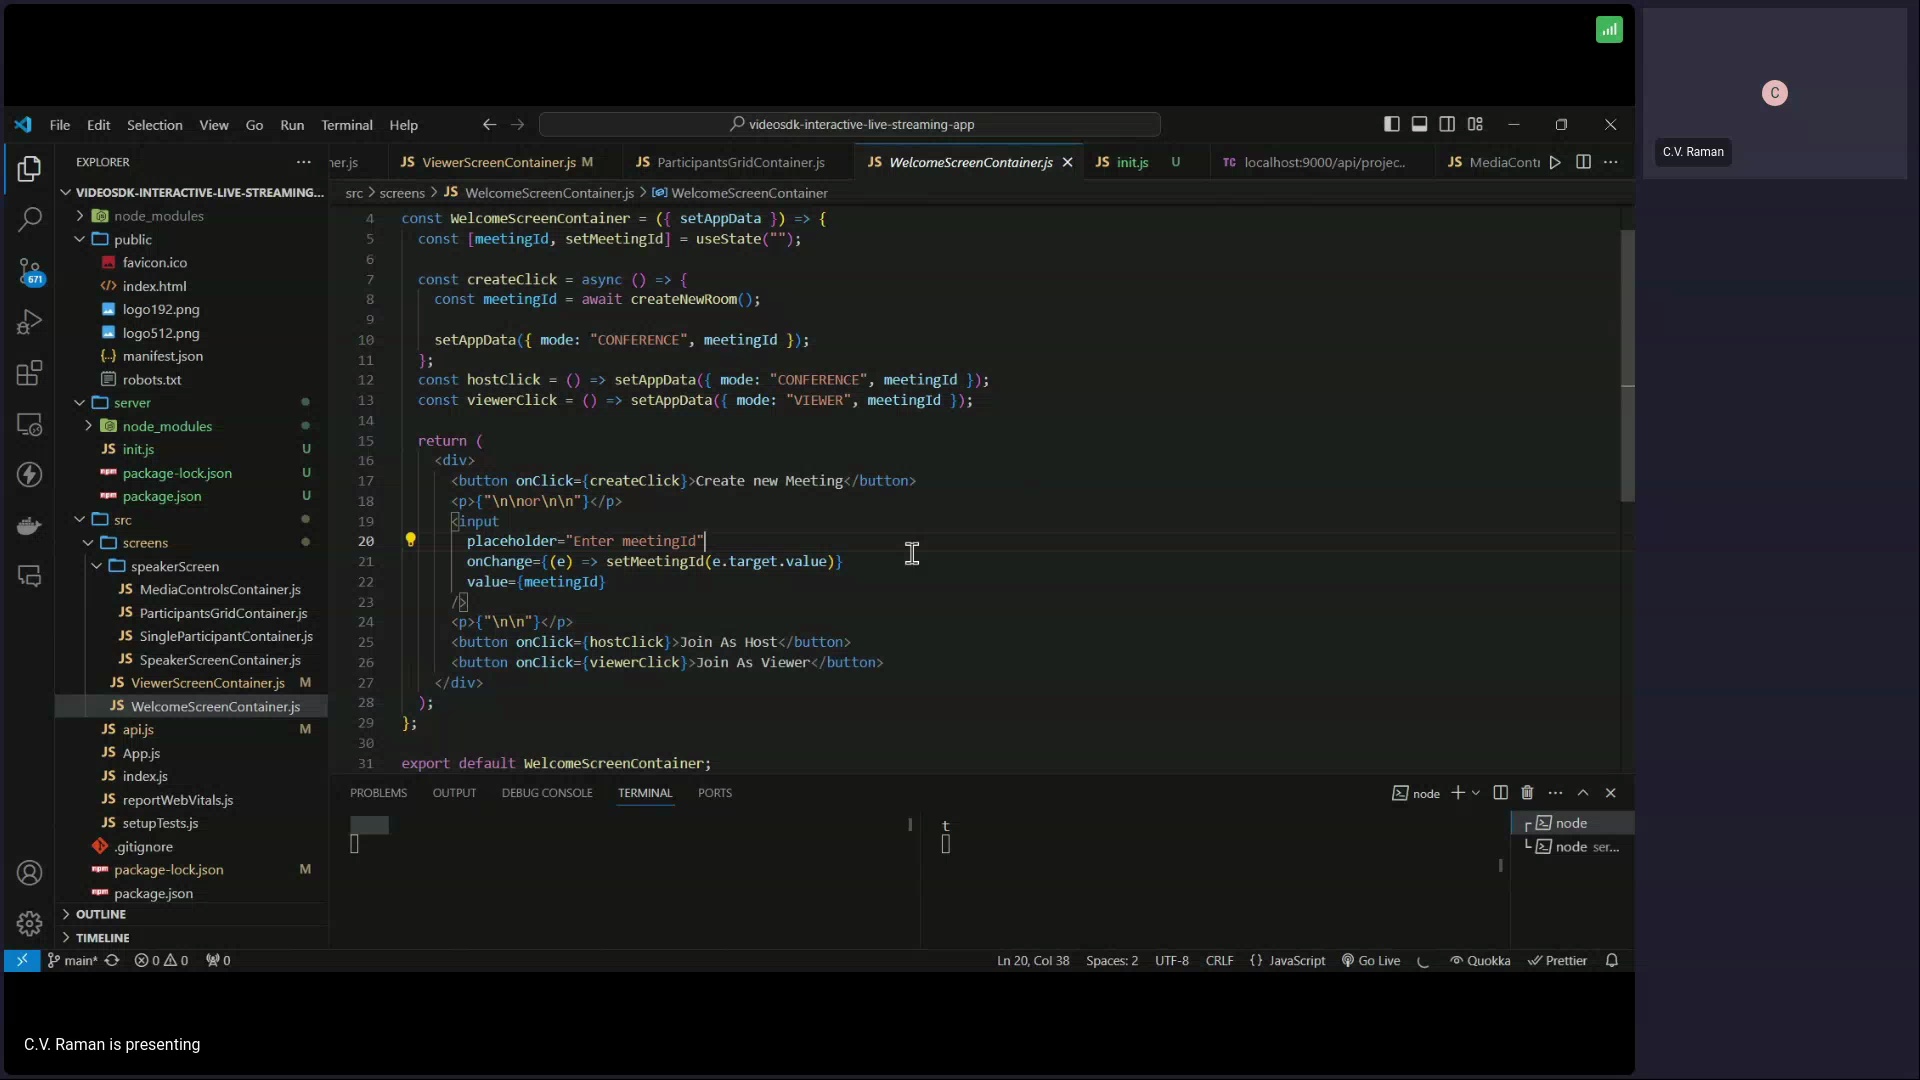 C
C.V. Raman
File Edit Selection View Go Run Terminal Help
videosdk-interactive-live-streaming-app
EXPLORER
VIDEOSDK-INTERACTIVE-LIVE-STREAMING...
node_modules
public
favicon.ico
index.html
logo192.png
logo512.png
manifest.json
robots.txt
server
node_modules
init.js U
package-lock.json U
package.json U
src
screens
speakerScreen
MediaControlsContainer.js
ParticipantsGridContainer.js
SingleParticipantContainer.js
SpeakerScreenContainer.js
ViewerScreenContainer.js M
WelcomeScreenContainer.js
api.js M
App.js
index.js
reportWebVitals.js
setupTests.js
.gitignore
package-lock.json M
package.json
OUTLINE
TIMELINE
671
er.js JS ViewerScreenContainer.js M JS ParticipantsGridContainer.js JS WelcomeScreenContainer.js JS init.js U TC localhost:9000/api/projec.. JS MediaConti
src > screens > JS WelcomeScreenContainer.js > WelcomeScreenContainer
4 const WelcomeScreenContainer = ({ setAppData }) => {
5 const [meetingId, setMeetingId] = useState("");
6
7 const createClick = async () => {
8 const meetingId = await createNewRoom();
9
10 setAppData({ mode: "CONFERENCE", meetingId });
11 };
12 const hostClick = () => setAppData({ mode: "CONFERENCE", meetingId });
13 const viewerClick = () => setAppData({ mode: "VIEWER", meetingId });
14
15 return (
16 <div>
17 <button onClick={createClick}>Create new Meeting</button>
18 <p>{"\n\nor\n\n"}</p>
19 <input
20 placeholder="Enter meetingId"
21 onChange={(e) => setMeetingId(e.target.value)}
22 value={meetingId}
23 />
24 <p>{"\n\n"}</p>
25 <button onClick={hostClick}>Join As Host</button>
26 <button onClick={viewerClick}>Join As Viewer</button>
27 </div>
28 );
29 };
30
31 export default WelcomeScreenContainer;
PROBLEMS OUTPUT DEBUG CONSOLE TERMINAL PORTS
node
t
node
node ser...
main* 0 0 0 Ln 20, Col 38 Spaces: 2 UTF-8 CRLF {} JavaScript Go Live Quokka Prettier
C.V. Raman is presenting